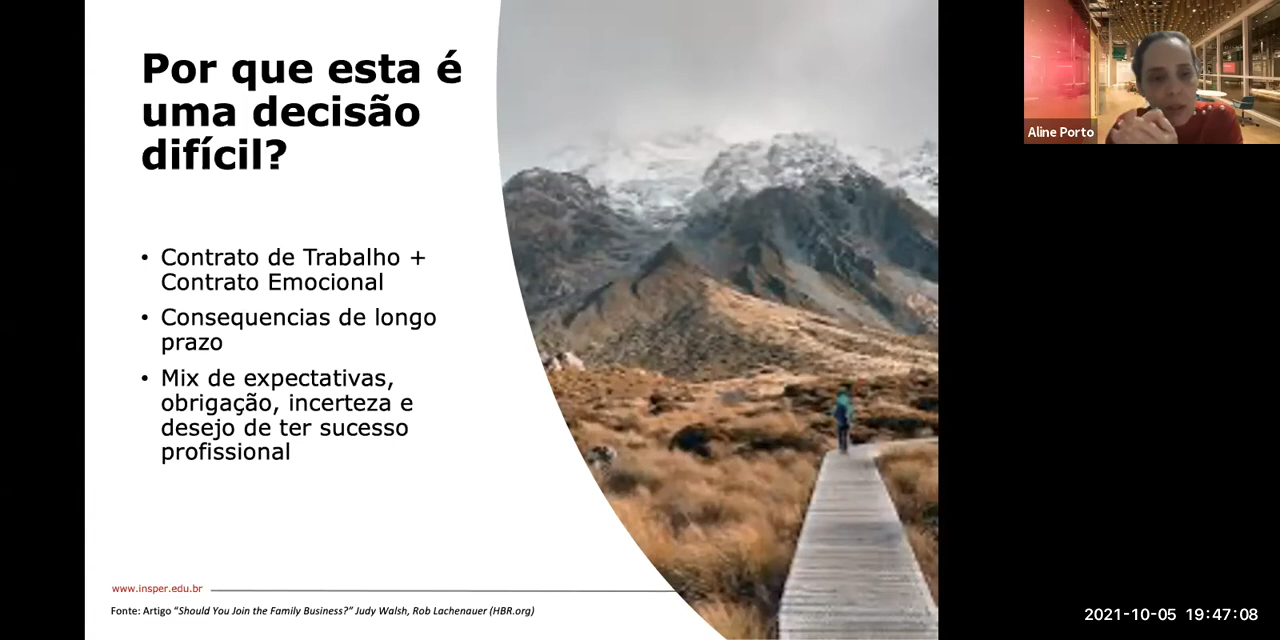 Por que esta é
uma decisão
difícil?
• Contrato de Trabalho +
Contrato Emocional
• Consequencias de longo
prazo
• Mix de expectativas,
obrigação, incerteza e
desejo de ter sucesso
profissional
www.insper.edu.br
Fonte: Artigo “Should You Join the Family Business?” Judy Walsh, Rob Lachenauer (HBR.org)
Aline Porto
2021-10-05 19:47:08